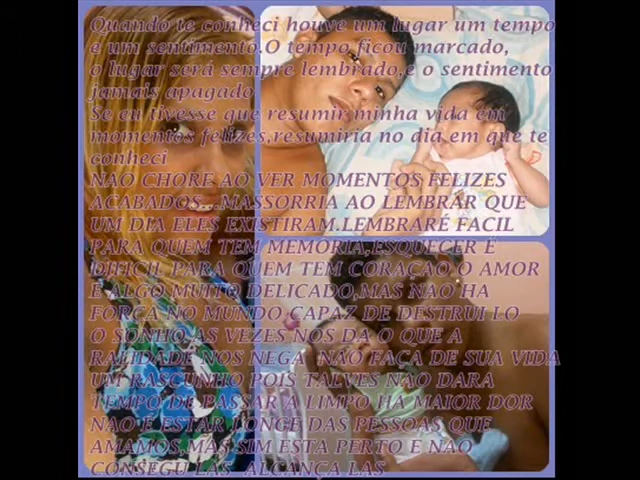 Quando te conheci houve um lugar um tempo
e um sentimento.O tempo ficou marcado,
o lugar será sempre lembrado,e o sentimento
jamais apagado
Se eu tivesse que resumir minha vida em
momentos felizes,resumiria no dia em que te
conheci
NAO CHORE AO VER MOMENTOS FELIZES
ACABADOS...MASSORRIA AO LEMBRAR QUE
UM DIA ELES EXISTIRAM.LEMBRARÉ FACIL
PARA QUEM TEM MEMORIA,ESQUECER É
DIFICIL PARA QUEM TEM CORAÇAO O AMOR
É ALGO MUITO DELICADO,MAS NAO HA
FORÇA NO MUNDO CAPAZ DE DESTRUI LO
O SONHO AS VEZES NOS DA O QUE A
RALIDADE NOS NEGA NAO FAÇA DE SUA VIDA
UM RASCUNHO POIS TALVES NAO DARA
TEMPO DE PASSAR A LIMPO HA MAIOR DOR
NAO É ESTAR LONGE DAS PESSOAS QUE
AMAMOS,MAS SIM ESTA PERTO E NAO
CONSEGU LAS ALCANÇA LAS